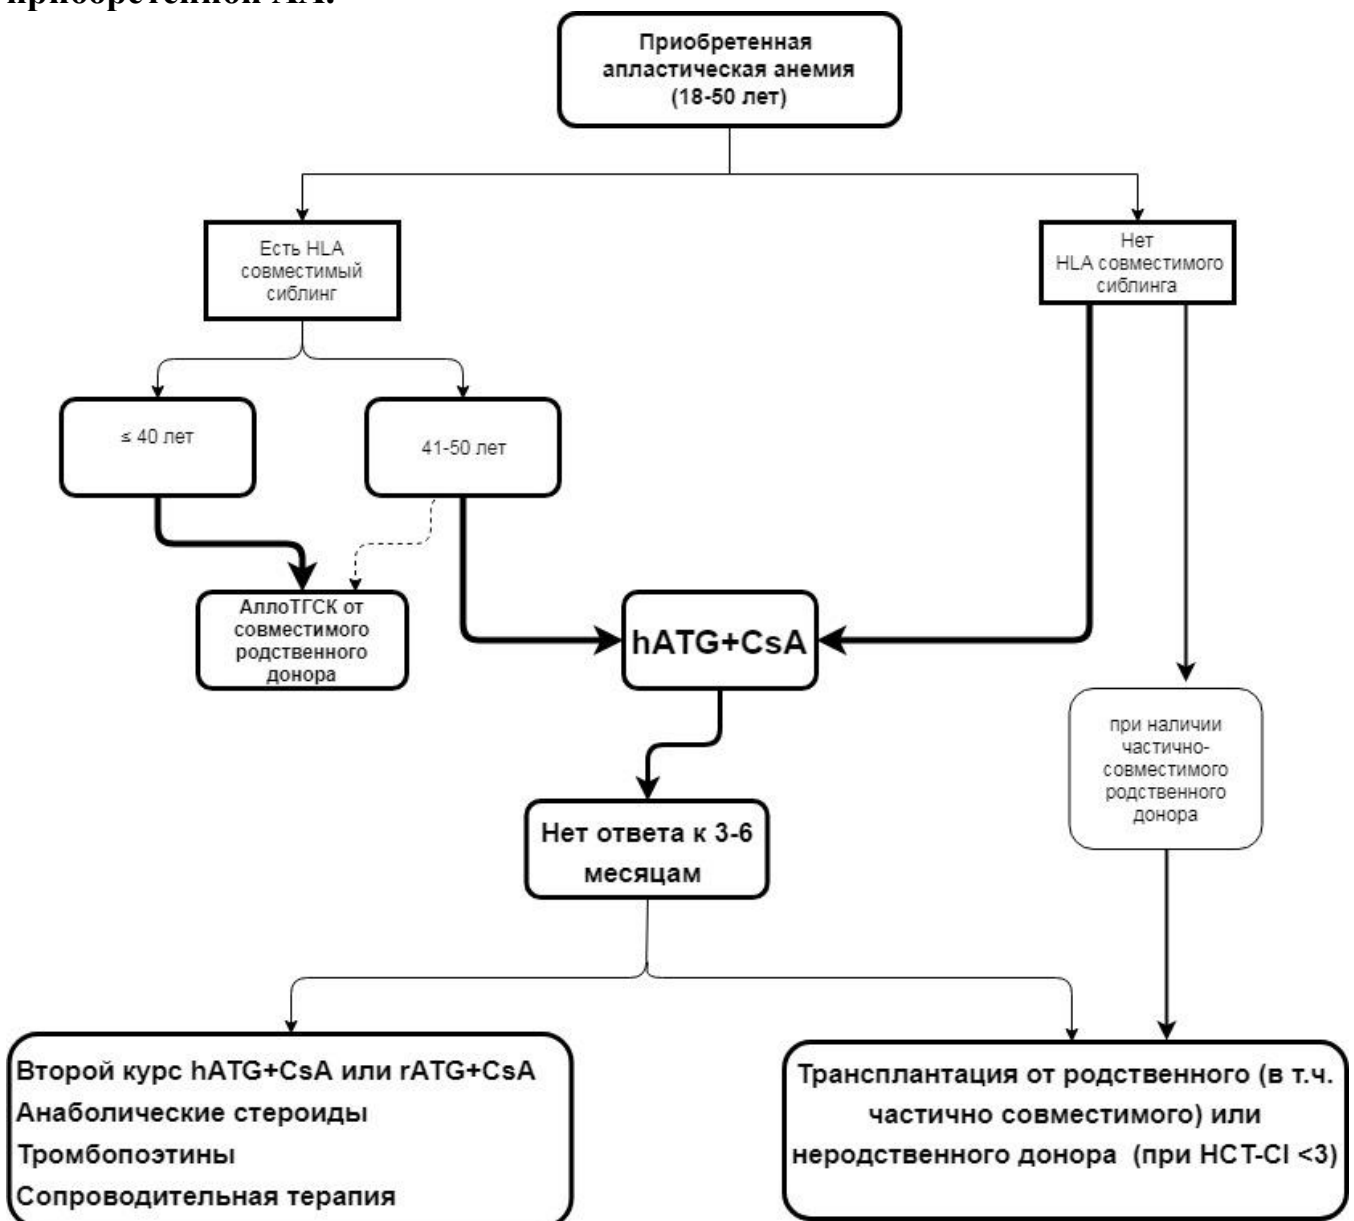 приобретенной АА.
Приобретенная
апластическая анемия
(18-50 лет)
Есть HLA
совместимый
сиблинг
Нет
HLA совместимого
сиблинга
≤ 40 лет
41-50 лет
АллоТГСК от
совместимого
родственного
донора
hATG+CsA
при наличии
частично-
совместимого
родственного
донора
Нет ответа к 3-6
месяцам
Второй курс hATG+CsA или rATG+CsA
Анаболические стероиды
Тромбопоэтины
Сопроводительная терапия
Трансплантация от родственного (в т.ч.
частично совместимого) или
неродственного донора (при HCT-CI <3)